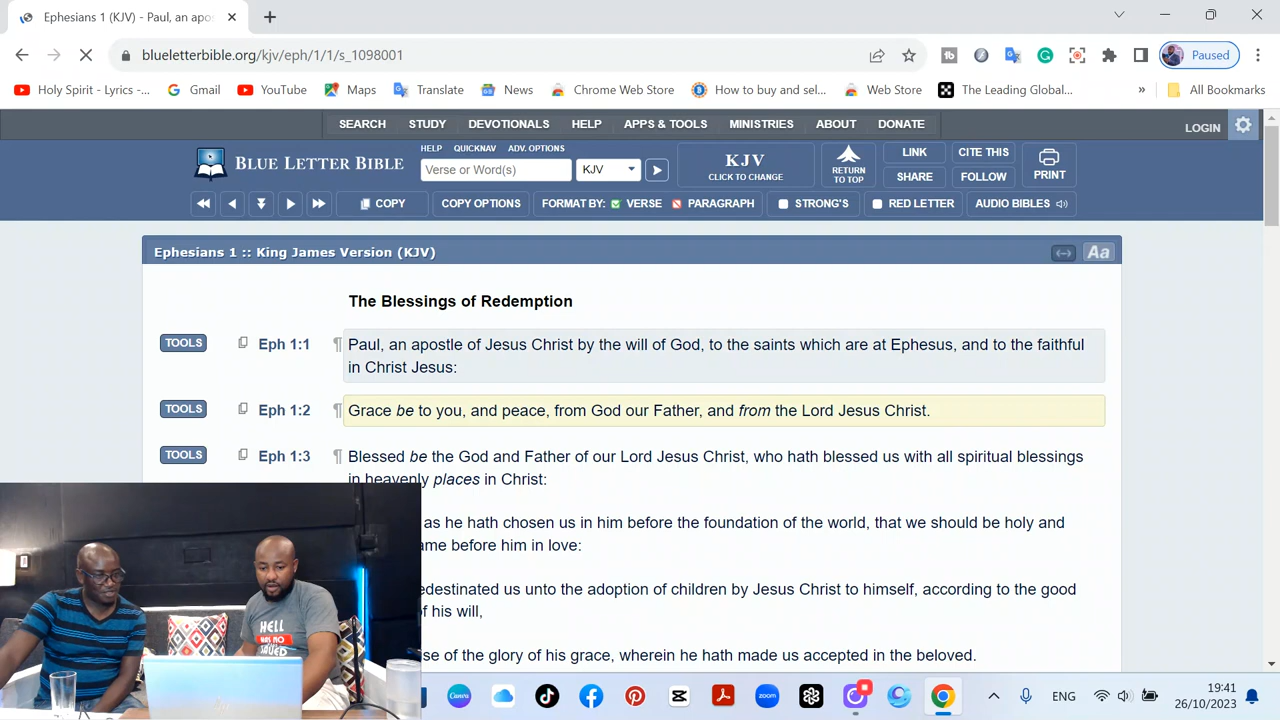 Ephesians 1 (KJV) - Paul, an apos
blueletterbible.org/kjv/eph/1/1/s_1098001
Paused
Holy Spirit - Lyrics -...
Gmail
YouTube
Maps
Translate
News
Chrome Web Store
How to buy and sel...
Web Store
The Leading Global...
»
All Bookmarks
SEARCH STUDY DEVOTIONALS HELP APPS & TOOLS MINISTRIES ABOUT DONATE
LOGIN
BLUE LETTER BIBLE
HELP QUICKNAV ADV. OPTIONS
Verse or Word(s)
KJV
KJV
CLICK TO CHANGE
RETURN
TO TOP
LINK
CITE THIS
SHARE
FOLLOW
PRINT
COPY
COPY OPTIONS
FORMAT BY: VERSE PARAGRAPH
STRONG'S
RED LETTER
AUDIO BIBLES
Ephesians 1 :: King James Version (KJV)
Aa
The Blessings of Redemption
TOOLS Eph 1:1 ¶ Paul, an apostle of Jesus Christ by the will of God, to the saints which are at Ephesus, and to the faithful
in Christ Jesus:
TOOLS Eph 1:2 ¶ Grace be to you, and peace, from God our Father, and from the Lord Jesus Christ.
TOOLS Eph 1:3 ¶ Blessed be the God and Father of our Lord Jesus Christ, who hath blessed us with all spiritual blessings
in heavenly places in Christ:
as he hath chosen us in him before the foundation of the world, that we should be holy and
ame before him in love:
edestinated us unto the adoption of children by Jesus Christ to himself, according to the good
of his will,
se of the glory of his grace, wherein he hath made us accepted in the beloved.
HELL
HAS NO
Canva
zoom
ENG
19:41
26/10/2023